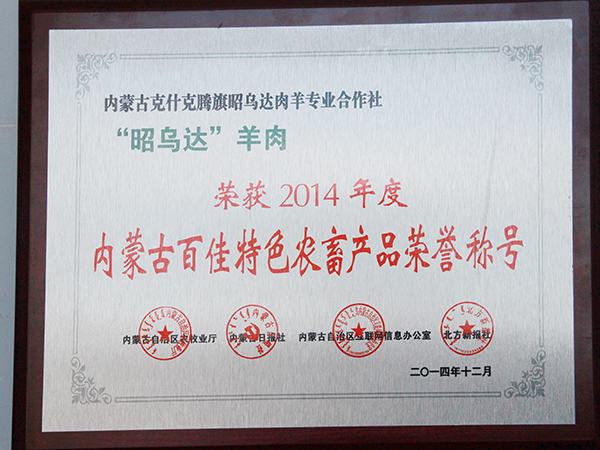 内蒙古克什克腾旗昭乌达肉羊专业合作社
“昭乌达”羊肉
荣获2014年度
内蒙古百佳特色农畜产品荣誉称号
内蒙古自治区农牧业厅 内蒙古日报社 内蒙古自治区互联网信息办公室 北方新报社
二〇一四年十二月